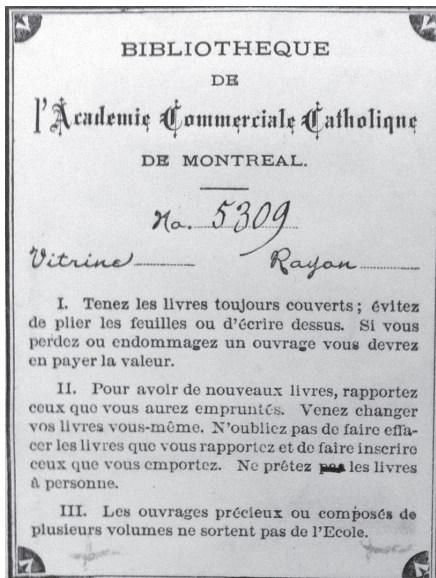 BIBLIOTHEQUE
DE
l'Academie Commerciale Catholique
DE MONTREAL.
No. 5309
Vitrine Rayon
I. Tenez les livres toujours couverts; évitez
de plier les feuilles ou d'écrire dessus. Si vous
perdez ou endommagez un ouvrage vous devrez
en payer la valeur.
II. Pour avoir de nouveaux livres, rapportez
ceux que vous aurez empruntés. Venez changer
vos livres vous-même. N'oubliez pas de faire effa-
cer les livres que vous rapportez et de faire inscrire
ceux que vous emportez. Ne prêtez pas les livres
à personne.
III. Les ouvrages précieux ou composés de
plusieurs volumes ne sortent pas de l'Ecole.